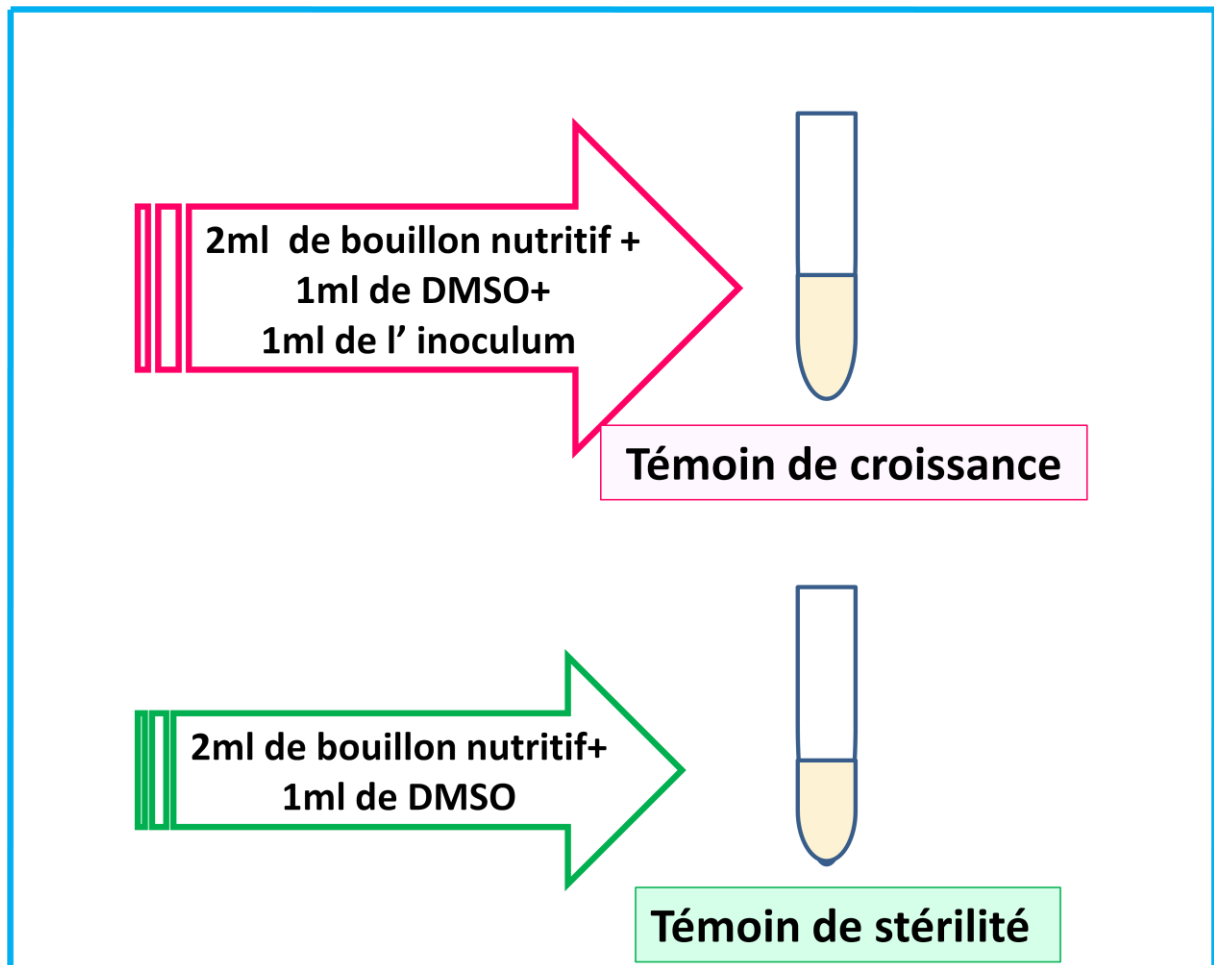 2ml  de bouillon nutritif +
1ml de DMSO+
1ml de l’ inoculum
Témoin de croissance
2ml de bouillon nutritif+
1ml de DMSO
Témoin de stérilité